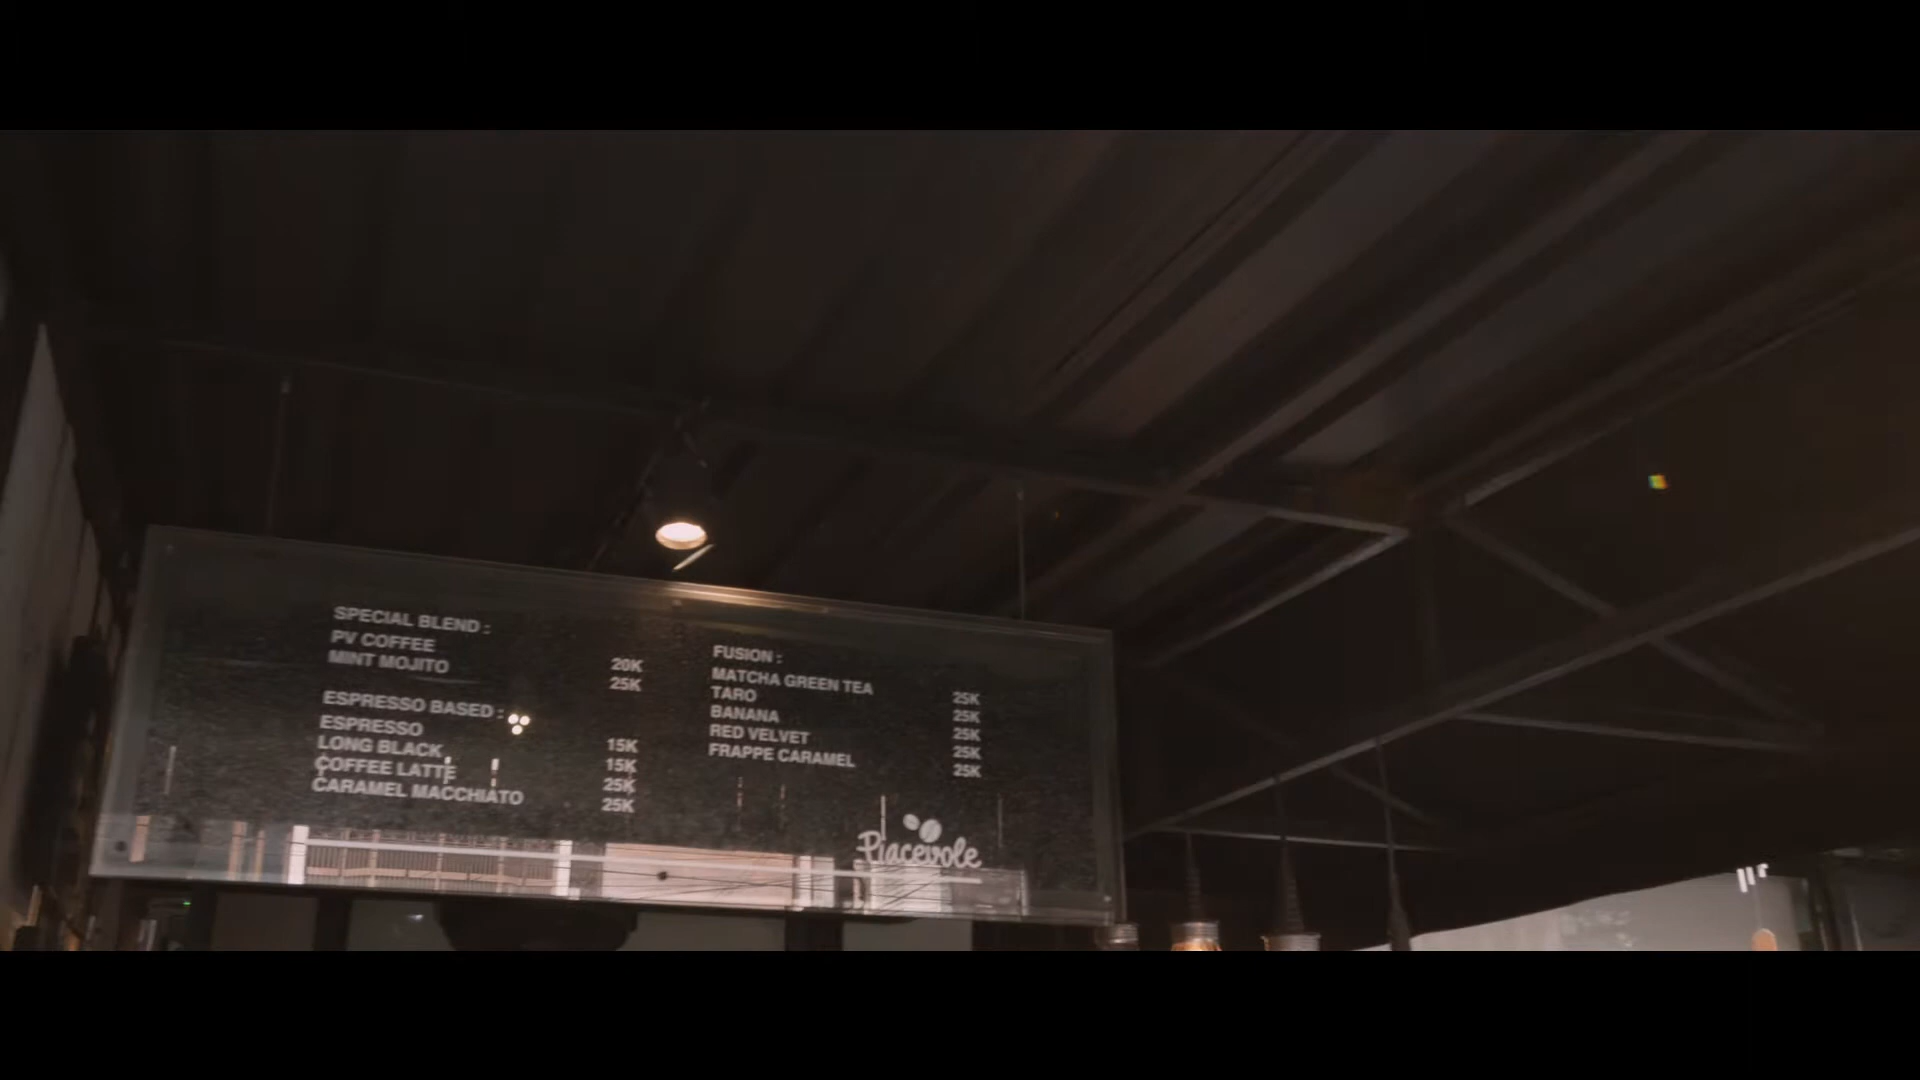 SPECIAL BLEND :
PV COFFEE 20K
MINT MOJITO 25K
ESPRESSO BASED :
ESPRESSO 15K
LONG BLACK 15K
COFFEE LATTE 25K
CARAMEL MACCHIATO 25K
FUSION :
MATCHA GREEN TEA 25K
TARO 25K
BANANA 25K
RED VELVET 25K
FRAPPE CARAMEL 25K
Piacevole